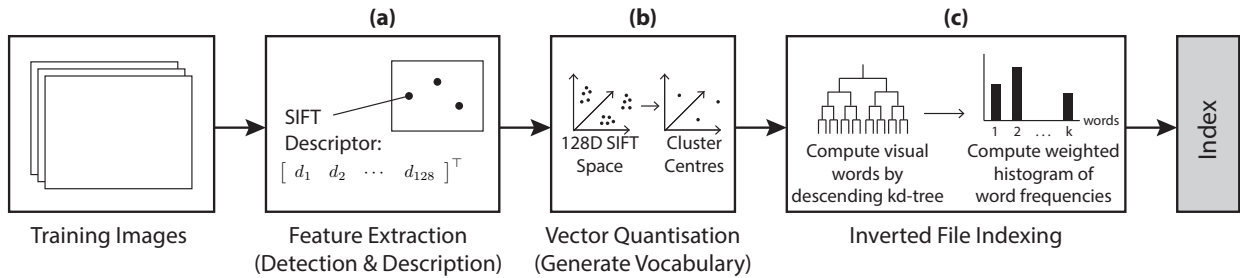 (a)
(b)
(c)
SIFT
Descriptor:
[ d₁ d₂ ⋯ d₁₂₈ ]⊤
128D SIFT
Space
Cluster
Centres
Compute visual
words by
descending kd-tree
words
1 2 … k
Compute weighted
histogram of
word frequencies
Index
Training Images
Feature Extraction
(Detection & Description)
Vector Quantisation
(Generate Vocabulary)
Inverted File Indexing